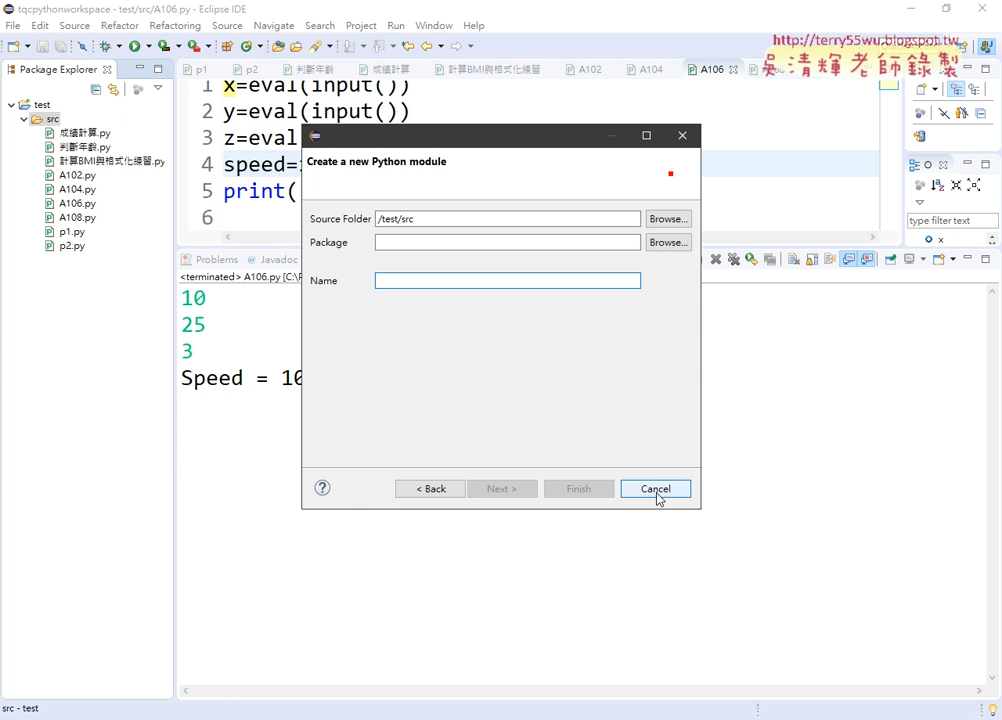 tqcpythonworkspace - test/src/A106.py - Eclipse IDE
File Edit Source Refactor Refactoring Source Navigate Search Project Run Window Help
http://terry55wu.blogspot.tw
吳清輝老師錄製
Package Explorer
p1 p2 判斷年齡 成績計算 計算BMI與格式化練習 A102 A104 A106
test
src
成績計算.py
判斷年齡.py
計算BMI與格式化練習.py
A102.py
A104.py
A106.py
A108.py
p1.py
p2.py
1 x=eval(input())
2 y=eval(input())
3 z=eval
4 speed=
5 print(
6
Create a new Python module
Source Folder /test/src Browse...
Package Browse...
Name
< Back Next > Finish Cancel
type filter text
x
Problems @ Javadoc
<terminated> A106.py [C:\
10
25
3
Speed = 10
src - test